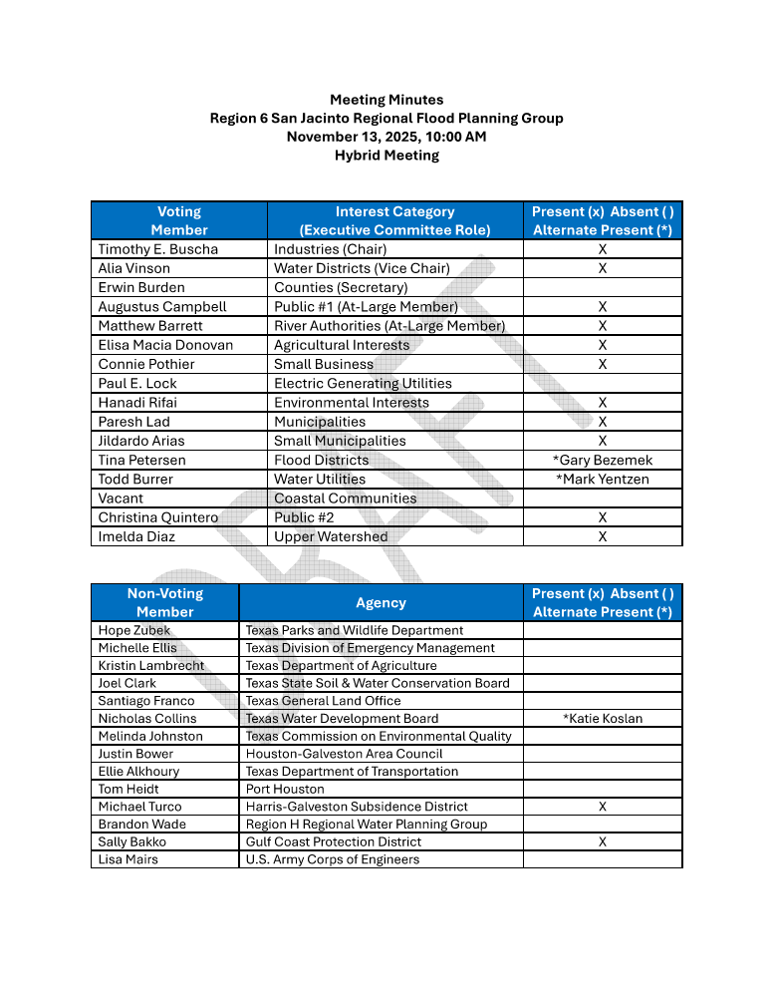 Meeting Minutes
Region 6 San Jacinto Regional Flood Planning Group
November 13, 2025, 10:00 AM
Hybrid Meeting
Voting Member | Interest Category (Executive Committee Role) | Present (x) Absent ( ) Alternate Present (*)
Timothy E. Buscha | Industries (Chair) | X
Alia Vinson | Water Districts (Vice Chair) | X
Erwin Burden | Counties (Secretary) |
Augustus Campbell | Public #1 (At-Large Member) | X
Matthew Barrett | River Authorities (At-Large Member) | X
Elisa Macia Donovan | Agricultural Interests | X
Connie Pothier | Small Business | X
Paul E. Lock | Electric Generating Utilities |
Hanadi Rifai | Environmental Interests | X
Paresh Lad | Municipalities | X
Jildardo Arias | Small Municipalities | X
Tina Petersen | Flood Districts | *Gary Bezemek
Todd Burrer | Water Utilities | *Mark Yentzen
Vacant | Coastal Communities |
Christina Quintero | Public #2 | X
Imelda Diaz | Upper Watershed | X
Non-Voting Member | Agency | Present (x) Absent ( ) Alternate Present (*)
Hope Zubek | Texas Parks and Wildlife Department |
Michelle Ellis | Texas Division of Emergency Management |
Kristin Lambrecht | Texas Department of Agriculture |
Joel Clark | Texas State Soil & Water Conservation Board |
Santiago Franco | Texas General Land Office |
Nicholas Collins | Texas Water Development Board | *Katie Koslan
Melinda Johnston | Texas Commission on Environmental Quality |
Justin Bower | Houston-Galveston Area Council |
Ellie Alkhoury | Texas Department of Transportation |
Tom Heidt | Port Houston |
Michael Turco | Harris-Galveston Subsidence District | X
Brandon Wade | Region H Regional Water Planning Group |
Sally Bakko | Gulf Coast Protection District | X
Lisa Mairs | U.S. Army Corps of Engineers |
DRAFT